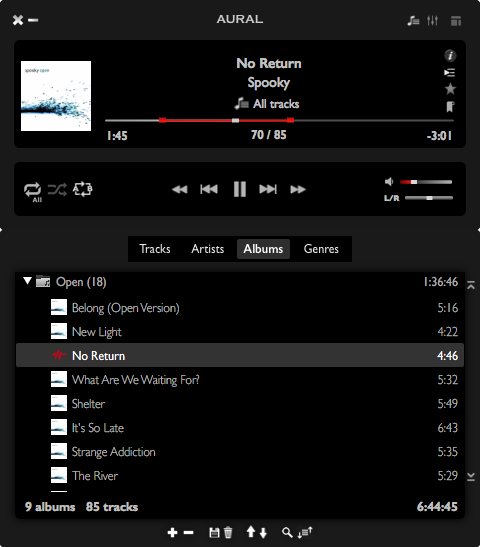 AURAL
spooky open
No Return
Spooky
All tracks
1:45 70 / 85 -3:01
All A B
L/R
Tracks Artists Albums Genres
Open (18) 1:36:46
Belong (Open Version) 5:16
New Light 4:22
No Return 4:46
What Are We Waiting For? 5:32
Shelter 5:49
It's So Late 6:43
Strange Addiction 5:35
The River 5:29
9 albums 85 tracks 6:44:45